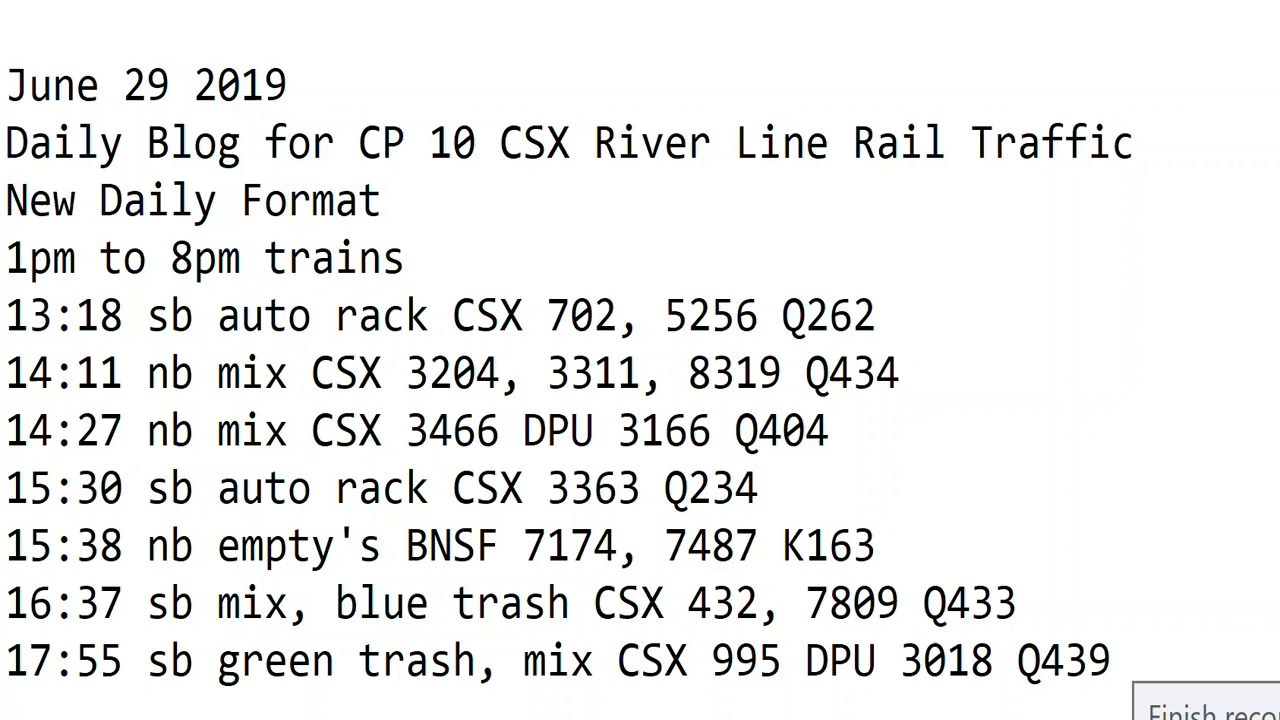 June 29 2019
Daily Blog for CP 10 CSX River Line Rail Traffic
New Daily Format
1pm to 8pm trains
13:18 sb auto rack CSX 702, 5256 Q262
14:11 nb mix CSX 3204, 3311, 8319 Q434
14:27 nb mix CSX 3466 DPU 3166 Q404
15:30 sb auto rack CSX 3363 Q234
15:38 nb empty's BNSF 7174, 7487 K163
16:37 sb mix, blue trash CSX 432, 7809 Q433
17:55 sb green trash, mix CSX 995 DPU 3018 Q439
Finish